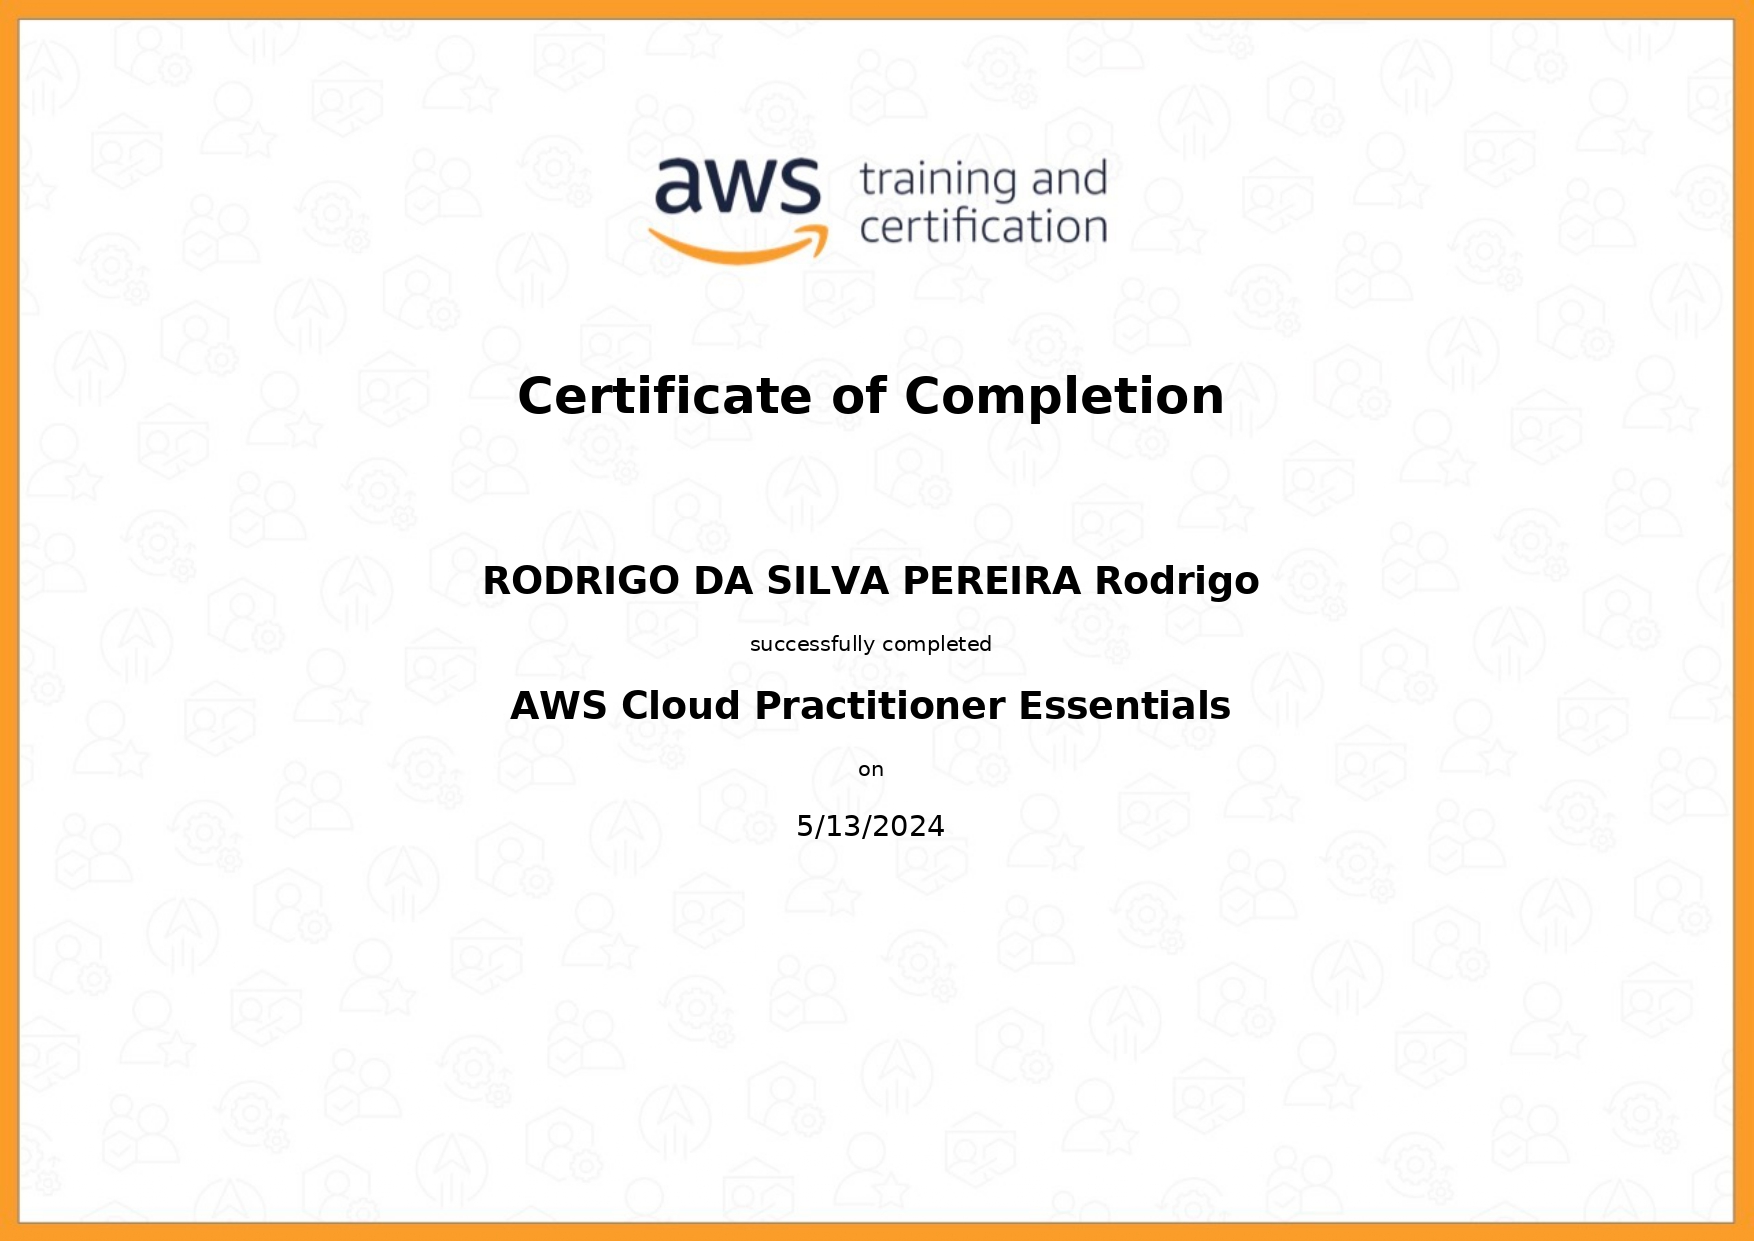 aws training and
certification
Certificate of Completion
RODRIGO DA SILVA PEREIRA Rodrigo
successfully completed
AWS Cloud Practitioner Essentials
on
5/13/2024